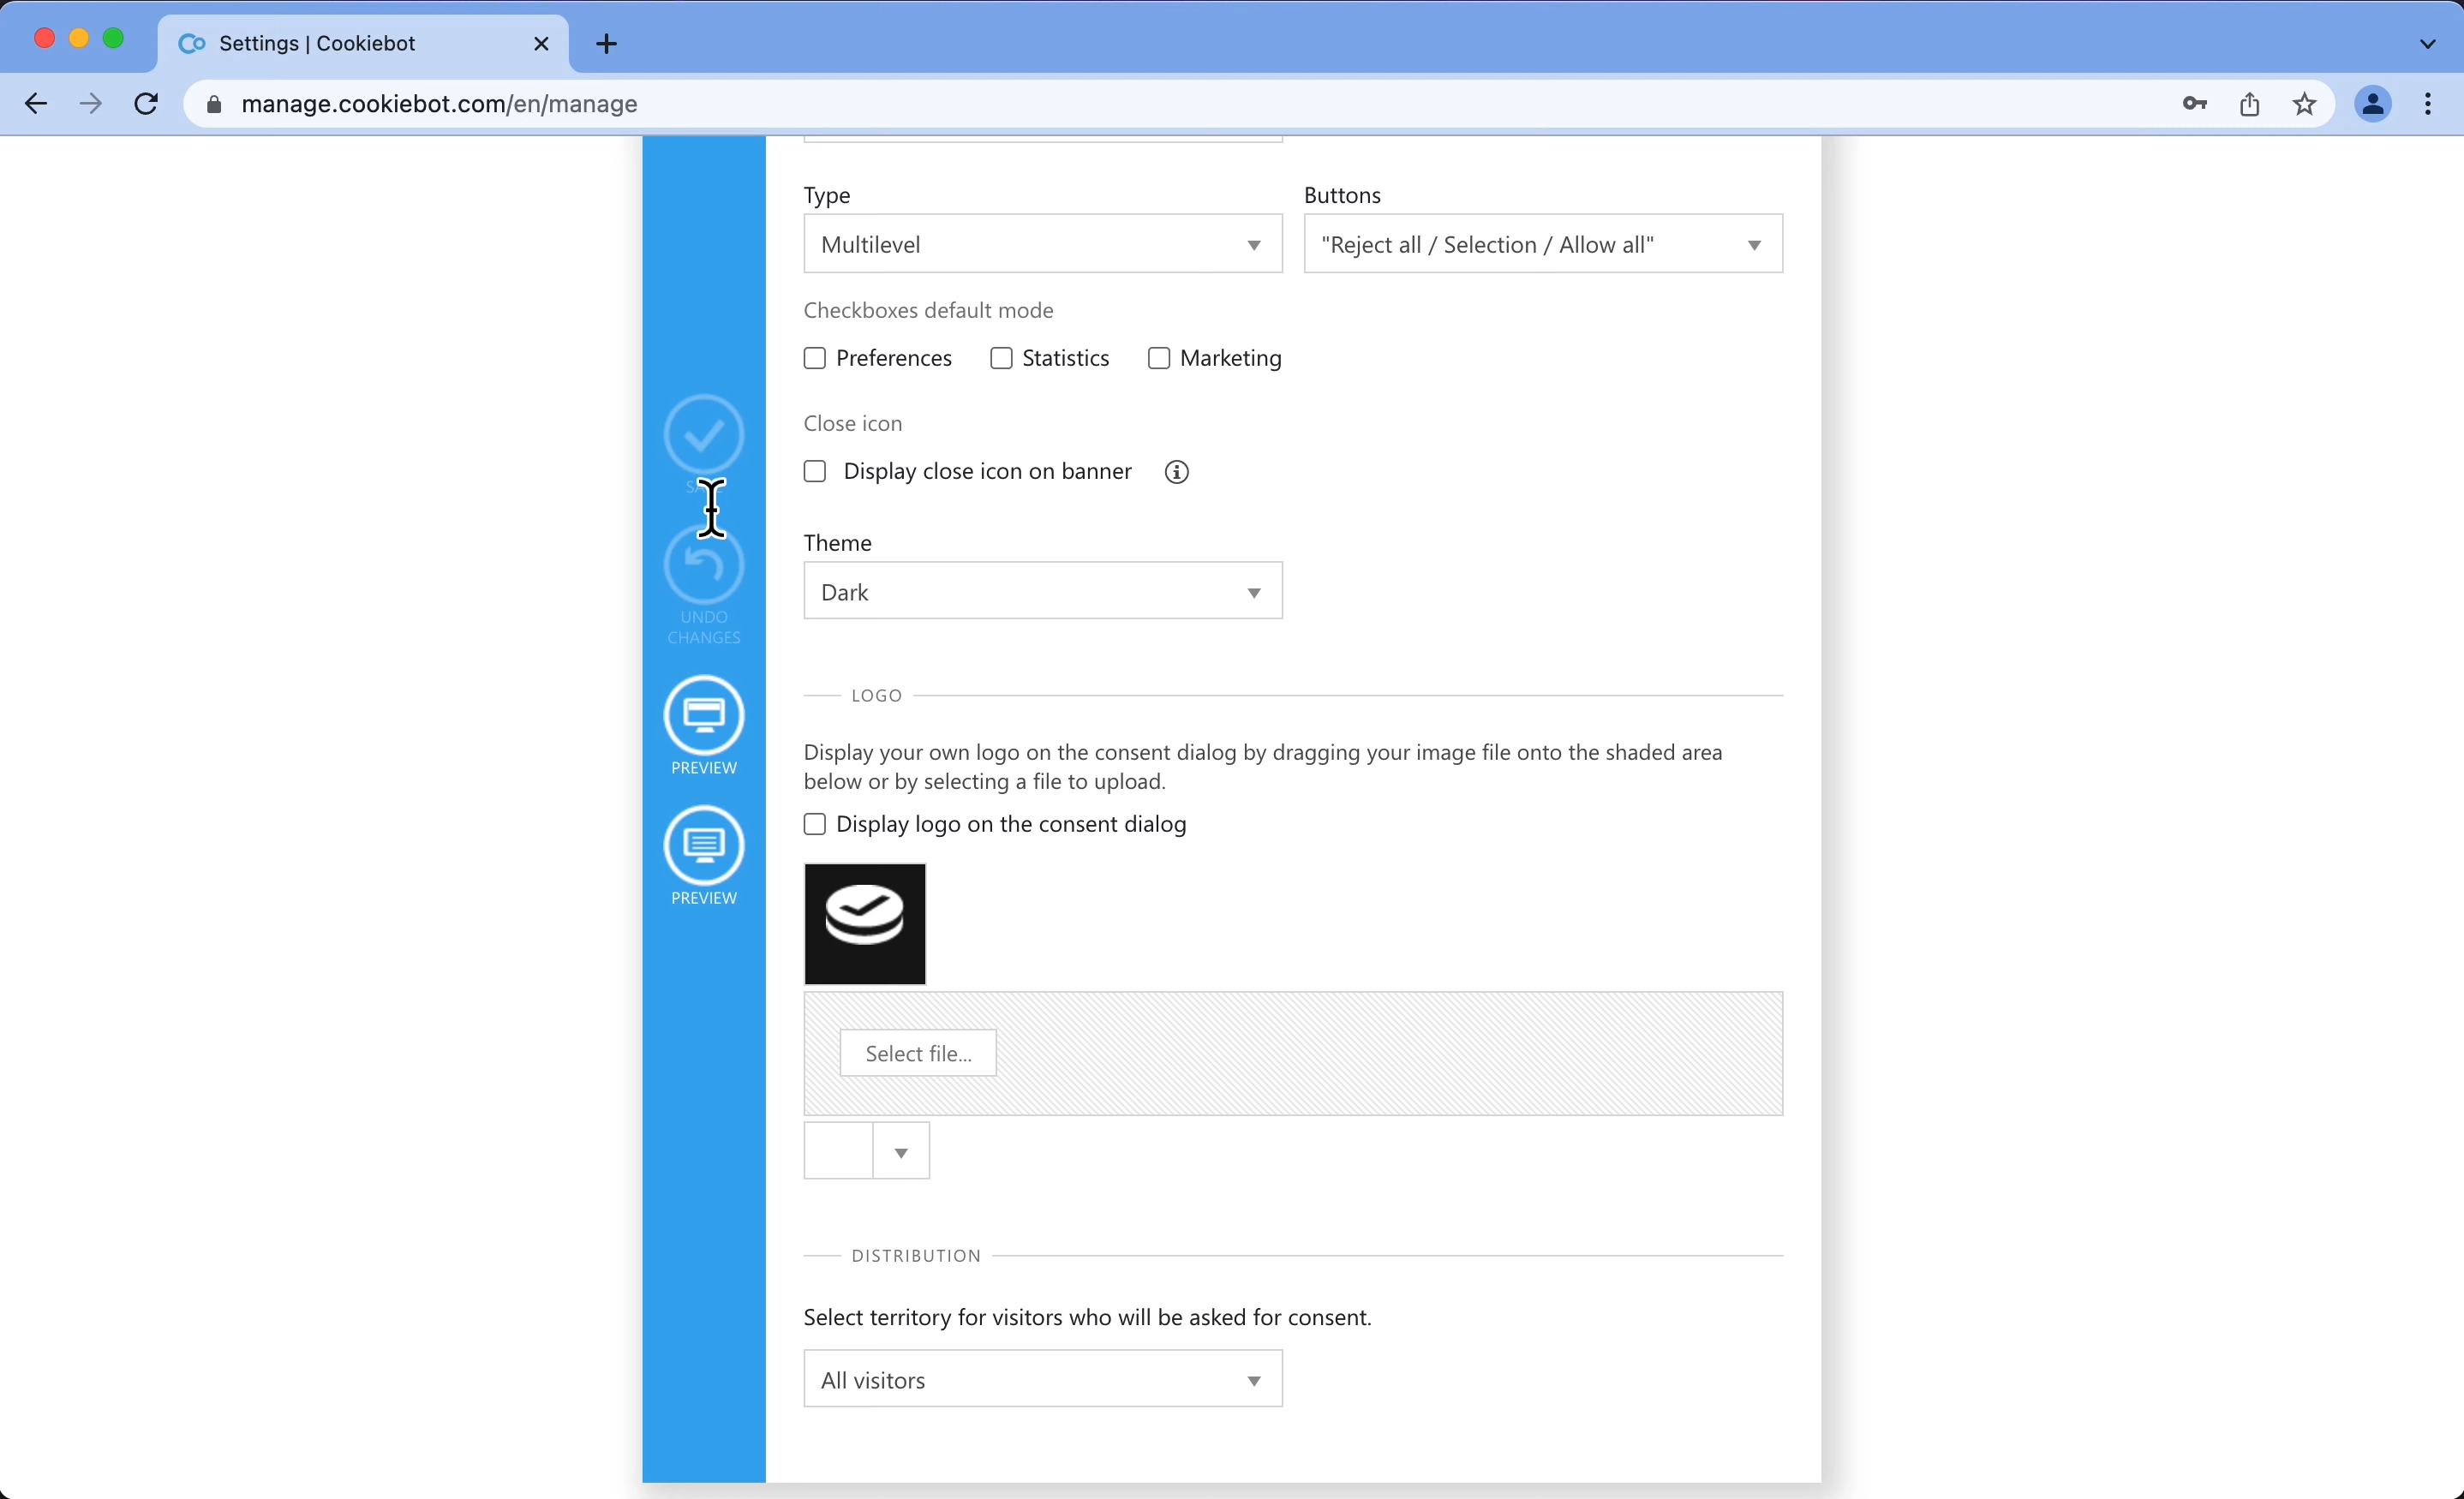 Settings | Cookiebot
manage.cookiebot.com/en/manage
Type
Buttons
Multilevel
"Reject all / Selection / Allow all"
Checkboxes default mode
Preferences
Statistics
Marketing
Close icon
Display close icon on banner
Theme
Dark
UNDO
CHANGES
PREVIEW
PREVIEW
LOGO
Display your own logo on the consent dialog by dragging your image file onto the shaded area
below or by selecting a file to upload.
Display logo on the consent dialog
Select file...
DISTRIBUTION
Select territory for visitors who will be asked for consent.
All visitors